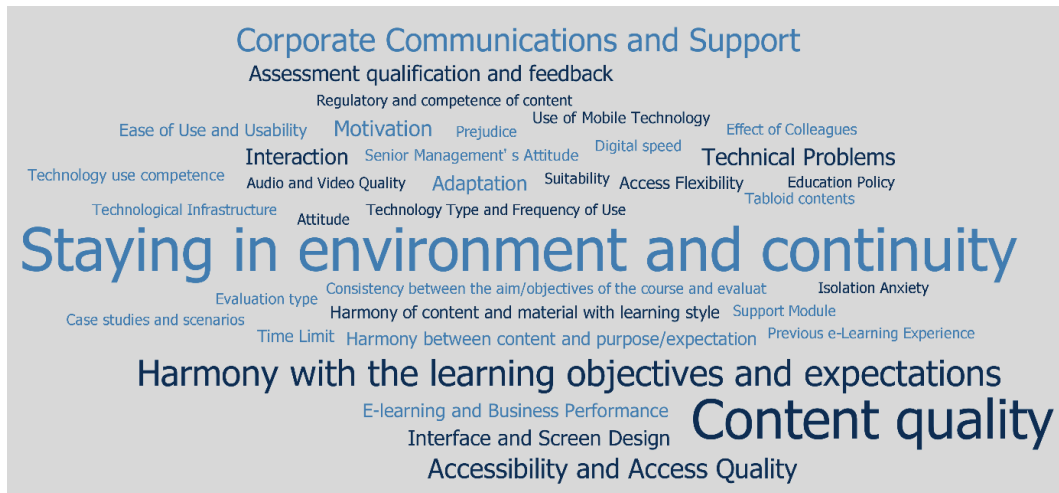 Corporate Communications and Support
Assessment qualification and feedback
Regulatory and competence of content
Use of Mobile Technology
Ease of Use and Usability
Motivation
Prejudice
Effect of Colleagues
Digital speed
Interaction
Senior Management's Attitude
Technical Problems
Technology use competence
Audio and Video Quality
Adaptation
Suitability
Access Flexibility
Education Policy
Tabloid contents
Technological Infrastructure
Attitude
Technology Type and Frequency of Use
Staying in environment and continuity
Consistency between the aim/objectives of the course and evaluat
Isolation Anxiety
Evaluation type
Harmony of content and material with learning style
Support Module
Case studies and scenarios
Time Limit
Harmony between content and purpose/expectation
Previous e-Learning Experience
Harmony with the learning objectives and expectations
E-learning and Business Performance
Content quality
Interface and Screen Design
Accessibility and Access Quality